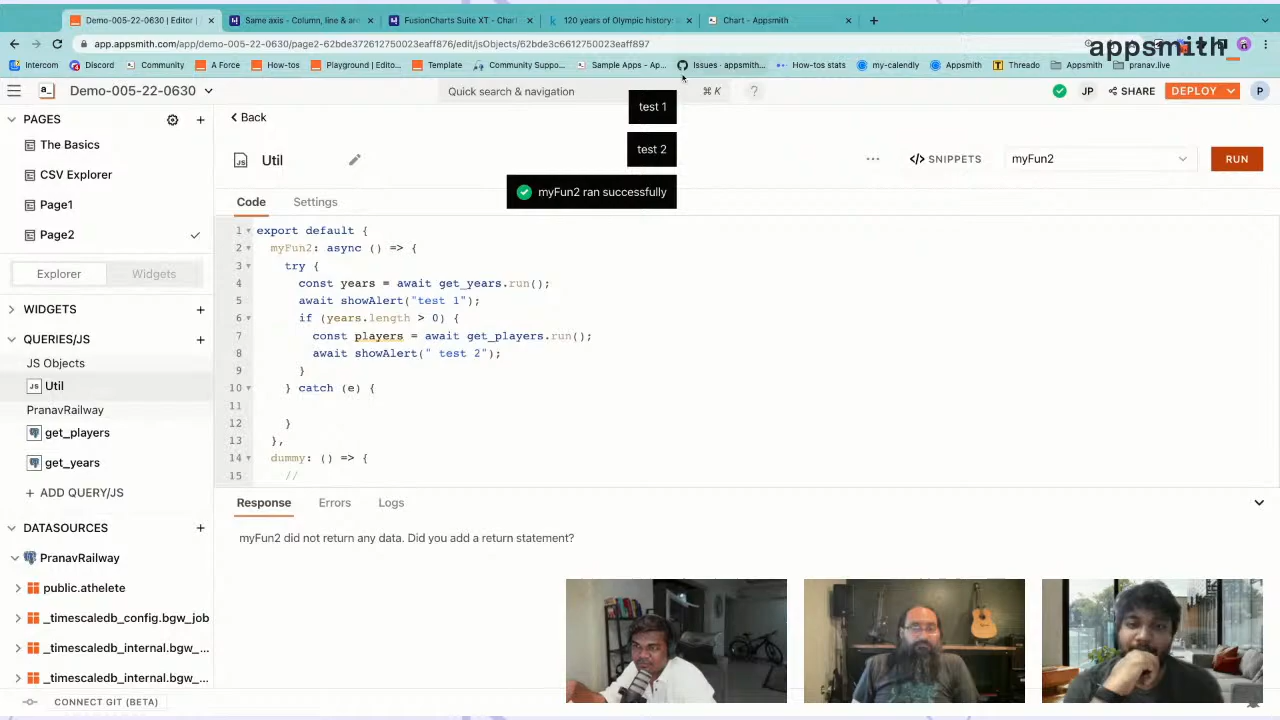 Demo-005-22-0630 | Editor |
Same axis - Column, line & are
FusionCharts Suite XT - Chart
120 years of Olympic history:
Chart - Appsmith
app.appsmith.com/app/demo-005-22-0630/page2-62bde372612750023eaff876/edit/jsObjects/62bde3c6612750023eaff897
appsmith_
Intercom
Discord
Community
A Force
How-tos
Playground | Edito...
Template
Community Suppo...
Sample Apps - Ap...
Issues · appsmith...
How-tos stats
my-calendly
Appsmith
Threado
Community
pranav.live
a_
Demo-005-22-0630
Quick search & navigation
⌘ K
?
JP
SHARE
DEPLOY
P
test 1
test 2
myFun2 ran successfully
PAGES
The Basics
CSV Explorer
Page1
Page2
Explorer
Widgets
WIDGETS
QUERIES/JS
JS Objects
JS Util
PranavRailway
get_players
get_years
+ ADD QUERY/JS
DATASOURCES
PranavRailway
public.athelete
_timescaledb_config.bgw_job
_timescaledb_internal.bgw_...
_timescaledb_internal.bgw_...
CONNECT GIT (BETA)
< Back
JS Util
...
</> SNIPPETS
myFun2
RUN
Code
Settings
1 export default {
2 myFun2: async () => {
3 try {
4 const years = await get_years.run();
5 await showAlert("test 1");
6 if (years.length > 0) {
7 const players = await get_players.run();
8 await showAlert(" test 2");
9 }
10 } catch (e) {
11
12 }
13 },
14 dummy: () => {
15 //
Response
Errors
Logs
myFun2 did not return any data. Did you add a return statement?